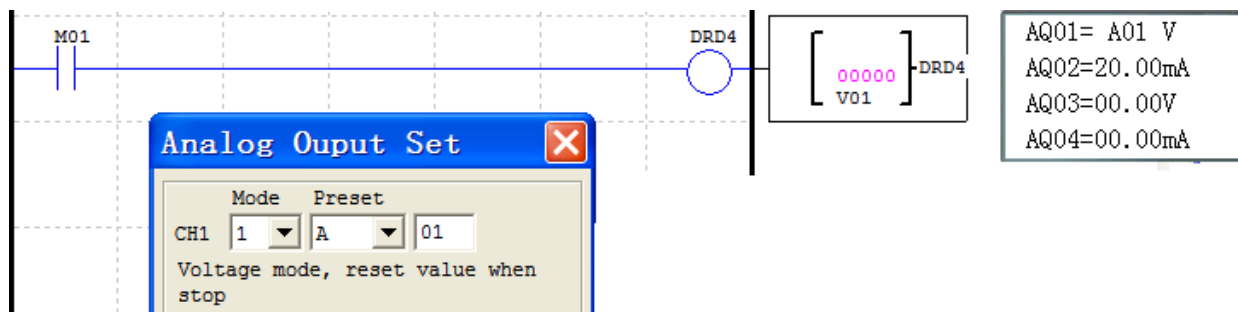 M01
DRD4
00000
V01
DRD4
AQ01= A01 V
AQ02=20.00mA
AQ03=00.00V
AQ04=00.00mA
Analog Ouput Set
Mode Preset
CH1 1 A 01
Voltage mode, reset value when
stop